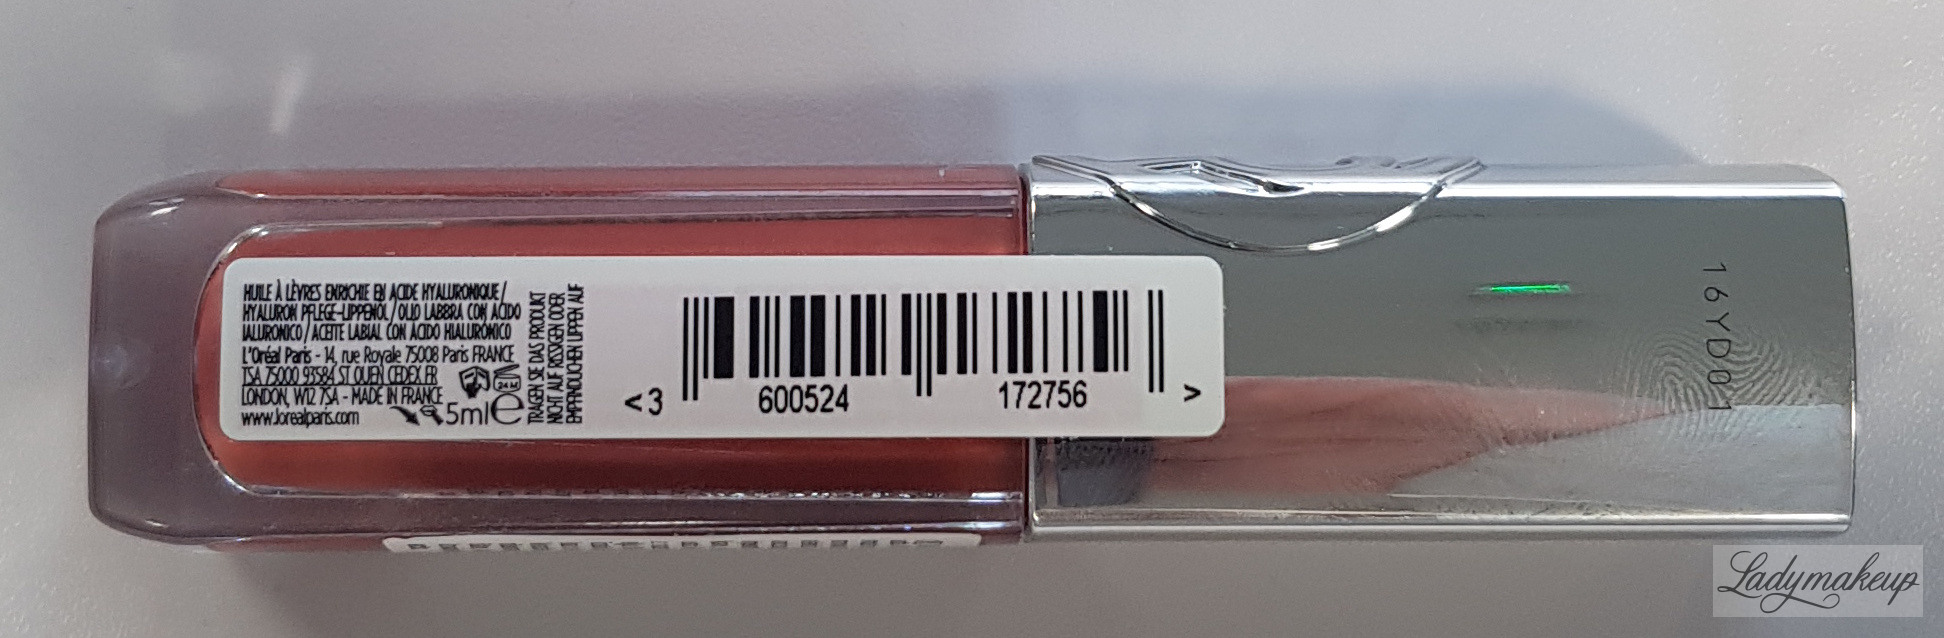 HUILE À LÈVRES ENRICHIE EN ACIDE HYALURONIQUE/
HYALURON PFLEGE-LIPPENÖL/OLIO LABBRA CON ACIDO
IALURONICO/ACEITE LABIAL CON ÁCIDO HIALURÓNICO
L'Oréal Paris - 14, rue Royale 75008 Paris FRANCE
TSA 75000 93584 ST OUEN CEDEX FR
LONDON, W12 7SA - MADE IN FRANCE
www.lorealparis.com
24 M
5ml e
TRAGEN SIE DAS PRODUKT
NICHT AUF RISSIGEN ODER
EMPFINDLICHEN LIPPEN AUF
<3 600524 172756 >
16YD01
Ladymakeup